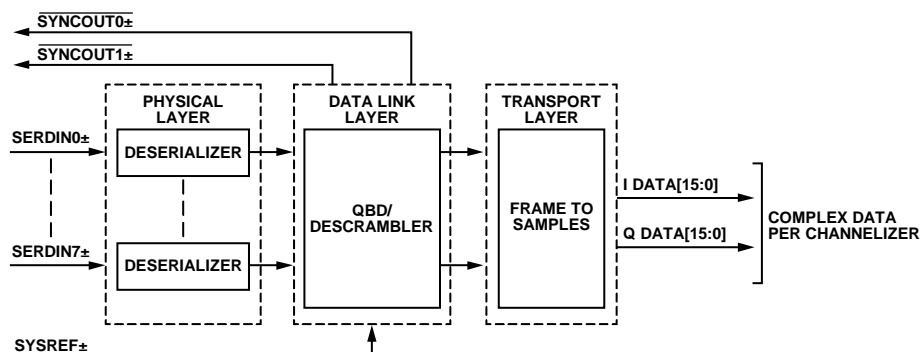 SYNCOUT0±
SYNCOUT1±
PHYSICAL
LAYER
DATA LINK
LAYER
TRANSPORT
LAYER
SERDIN0±
DESERIALIZER
QBD/
DESCRAMBLER
FRAME TO
SAMPLES
I DATA[15:0]
Q DATA[15:0]
COMPLEX DATA
PER CHANNELIZER
SERDIN7±
DESERIALIZER
SYSREF±